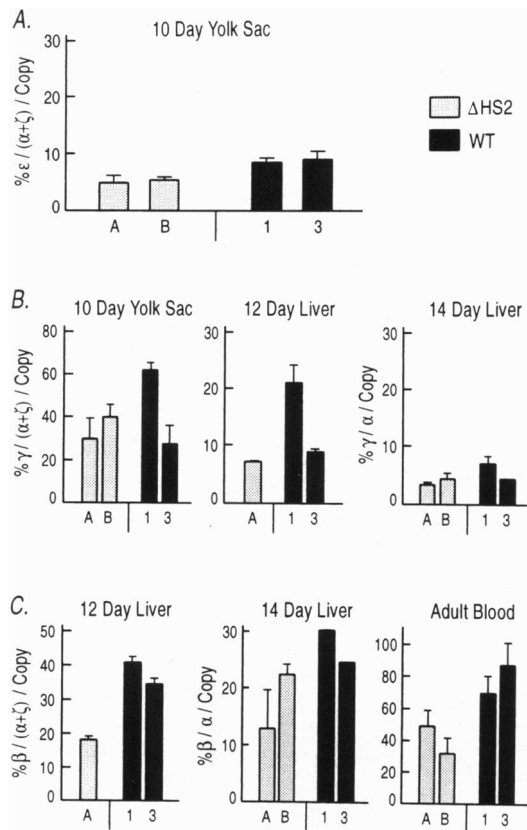 A.
10 Day Yolk Sac
% ε / (α+ζ) / Copy
30
20
10
0
A B 1 3
ΔHS2
WT
B.
10 Day Yolk Sac
% γ / (α+ζ) / Copy
80
60
40
20
0
A B 1 3
12 Day Liver
30
20
10
0
A 1 3
14 Day Liver
% γ / α / Copy
30
20
10
0
A B 1 3
C.
12 Day Liver
% β / (α+ζ) / Copy
50
40
30
20
10
0
A 1 3
14 Day Liver
% β / α / Copy
30
20
10
0
A B 1 3
Adult Blood
100
80
60
40
20
0
A B 1 3